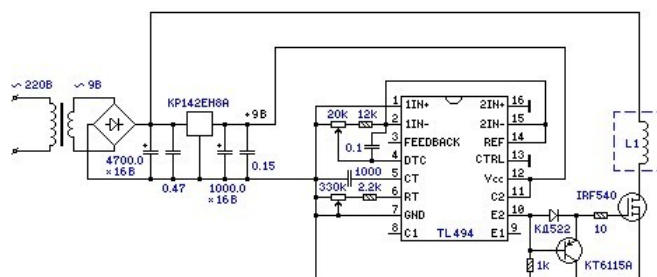 ~ 220В
~ 9В
КР142ЕН8А
+9В
4700.0
×16В
0.47
1000.0
×16В
0.15
20k
12k
0.1
1000
330k
2.2k
1
1IN+
2IN+
16
2
1IN-
2IN-
15
3
FEEDBACK
REF
14
4
DTC
CTRL
13
5
CT
Vcc
12
6
RT
C2
11
7
GND
E2
10
8
C1
E1
9
TL494
L1
IRF540
КД522
10
1k
КТ6115А